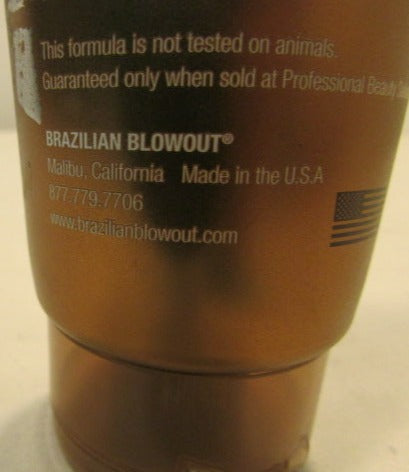 This formula is not tested on animals.
Guaranteed only when sold at Professional Beauty
BRAZILIAN BLOWOUT®
Malibu, California Made in the U.S.A
877.779.7706
www.brazilianblowout.com